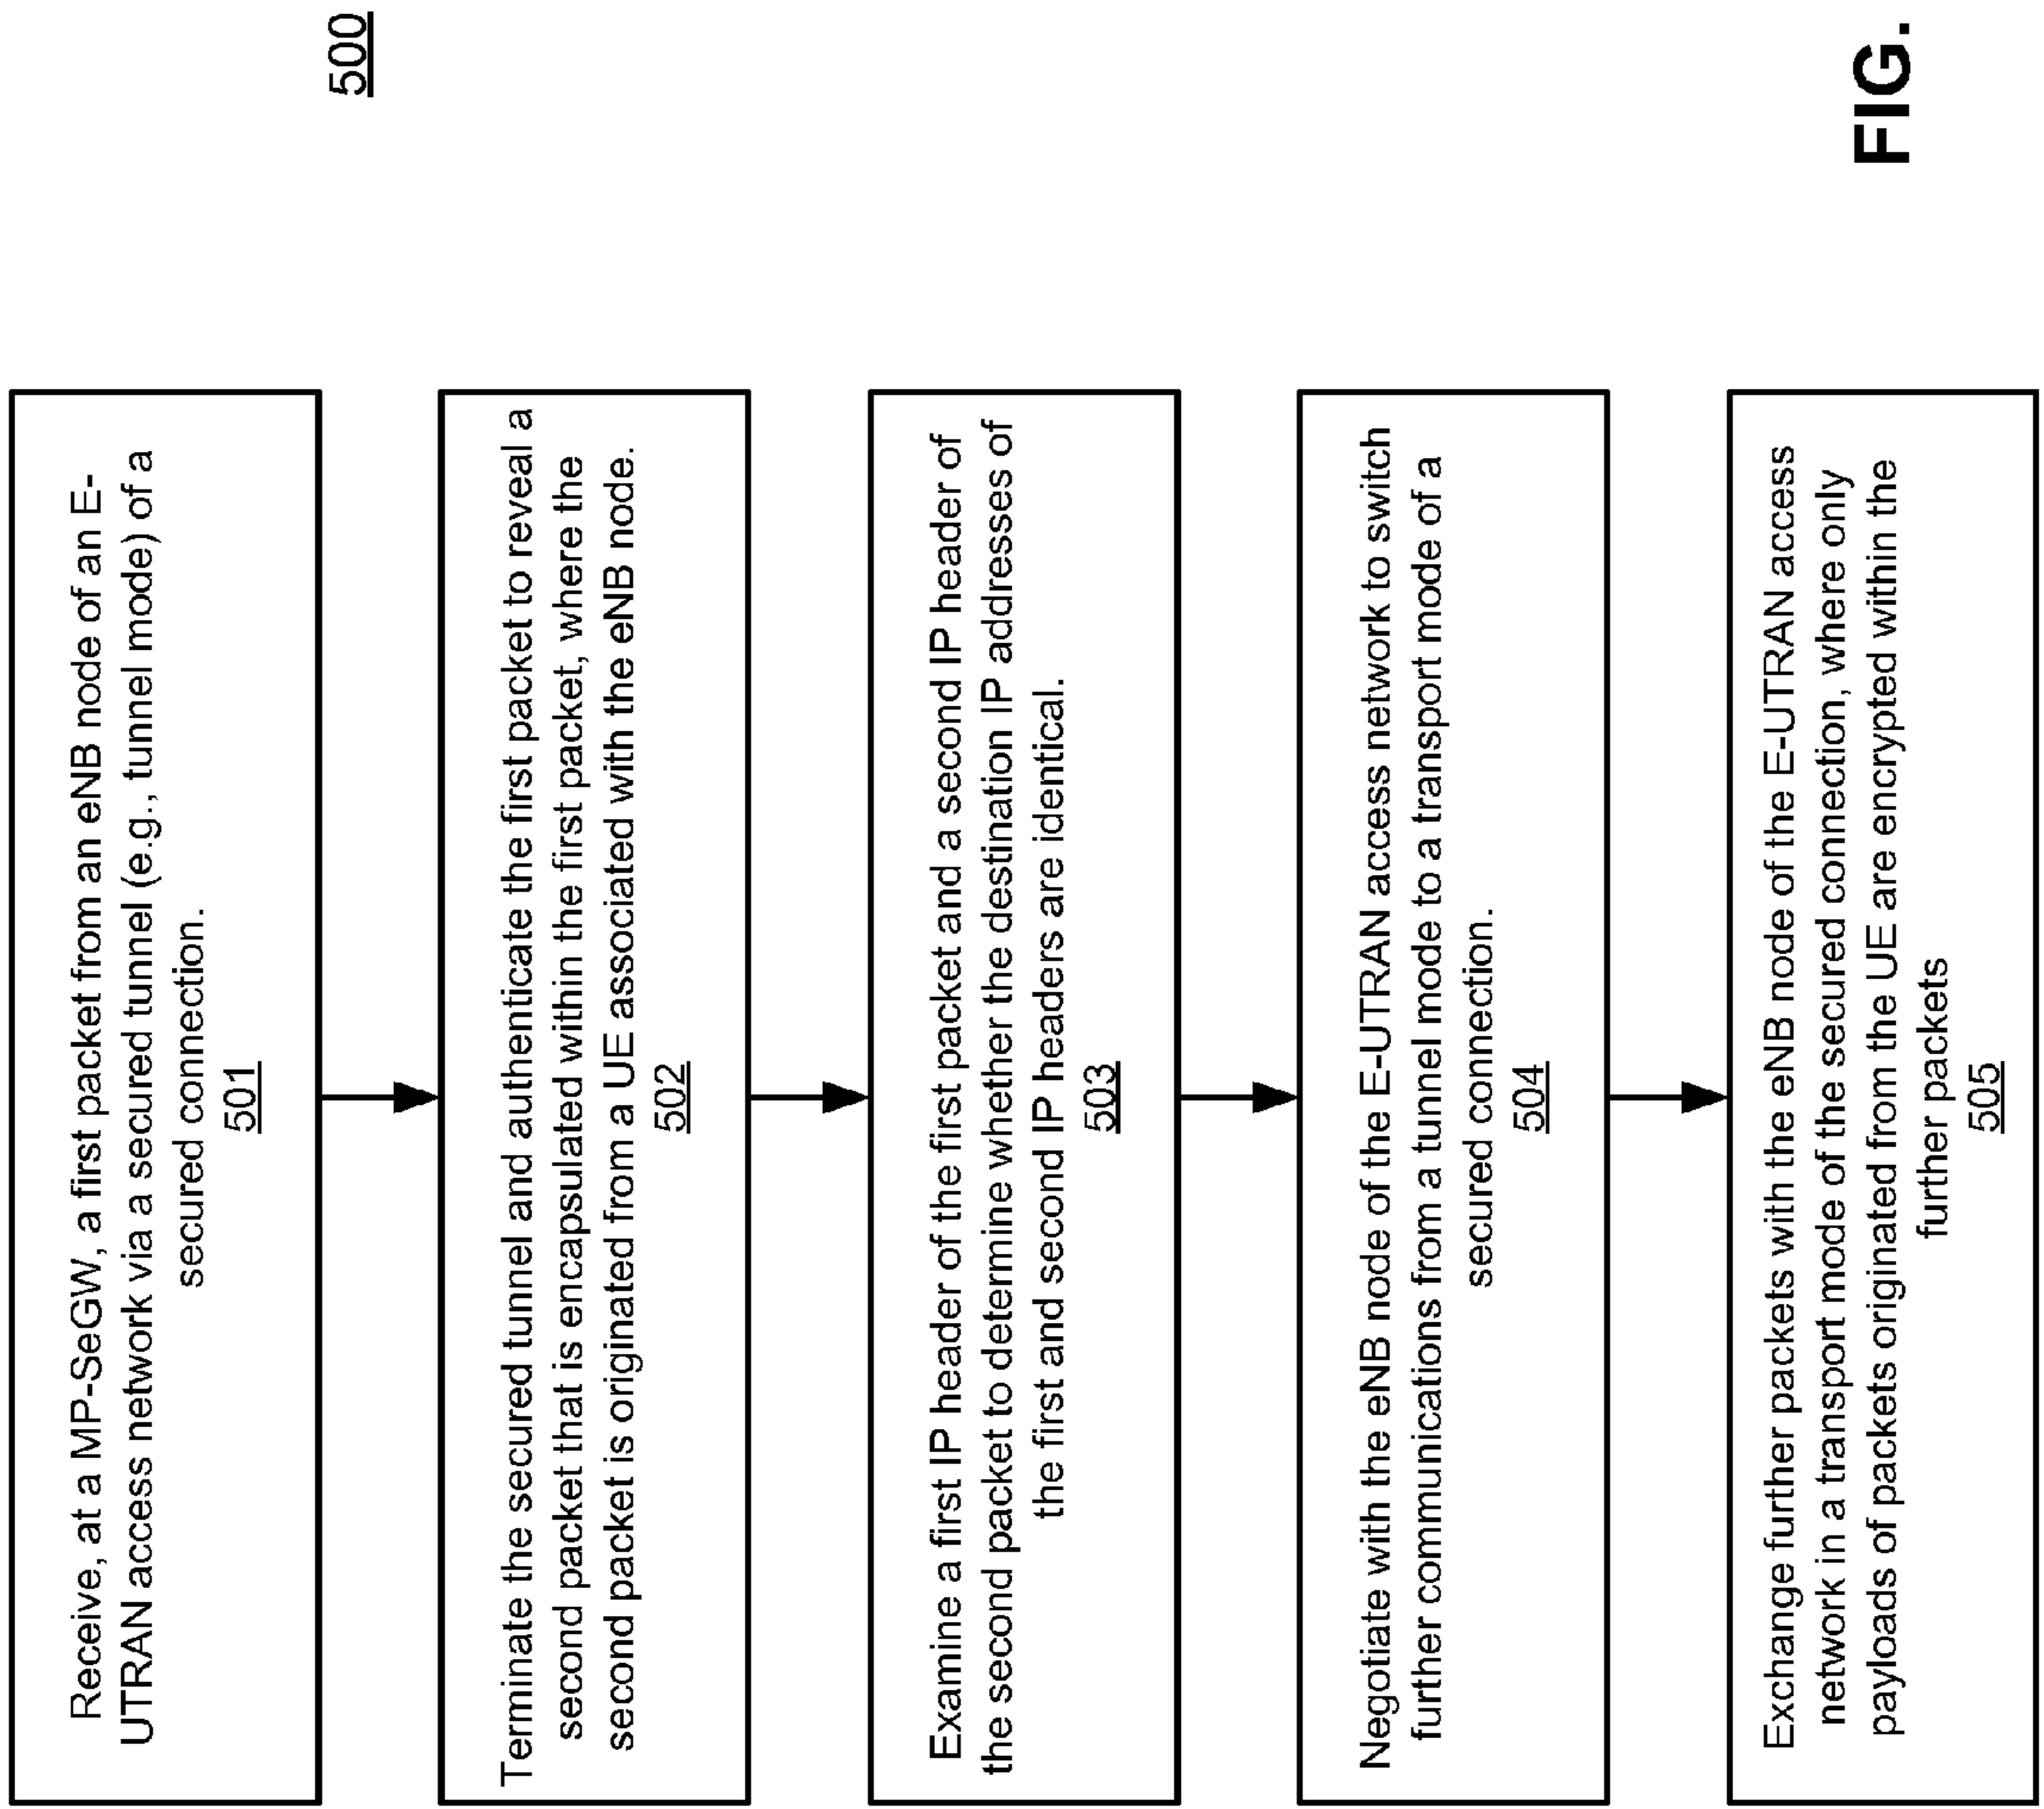 500
Receive, at a MP-SeGW, a first packet from an eNB node of an E-
UTRAN access network via a secured tunnel (e.g., tunnel mode) of a
secured connection.
501
Terminate the secured tunnel and authenticate the first packet to reveal a
second packet that is encapsulated within the first packet, where the
second packet is originated from a UE associated with the eNB node.
502
Examine a first IP header of the first packet and a second IP header of
the second packet to determine whether the destination IP addresses of
the first and second IP headers are identical.
503
Negotiate with the eNB node of the E-UTRAN access network to switch
further communications from a tunnel mode to a transport mode of a
secured connection.
504
Exchange further packets with the eNB node of the E-UTRAN access
network in a transport mode of the secured connection, where only
payloads of packets originated from the UE are encrypted within the
further packets
505
FIG.